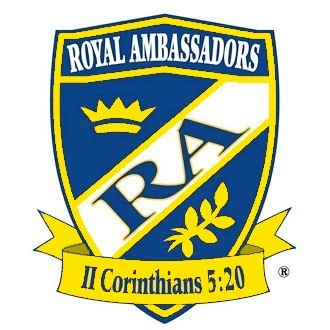 ROYAL AMBASSADORS
RA
II Corinthians 5:20
®